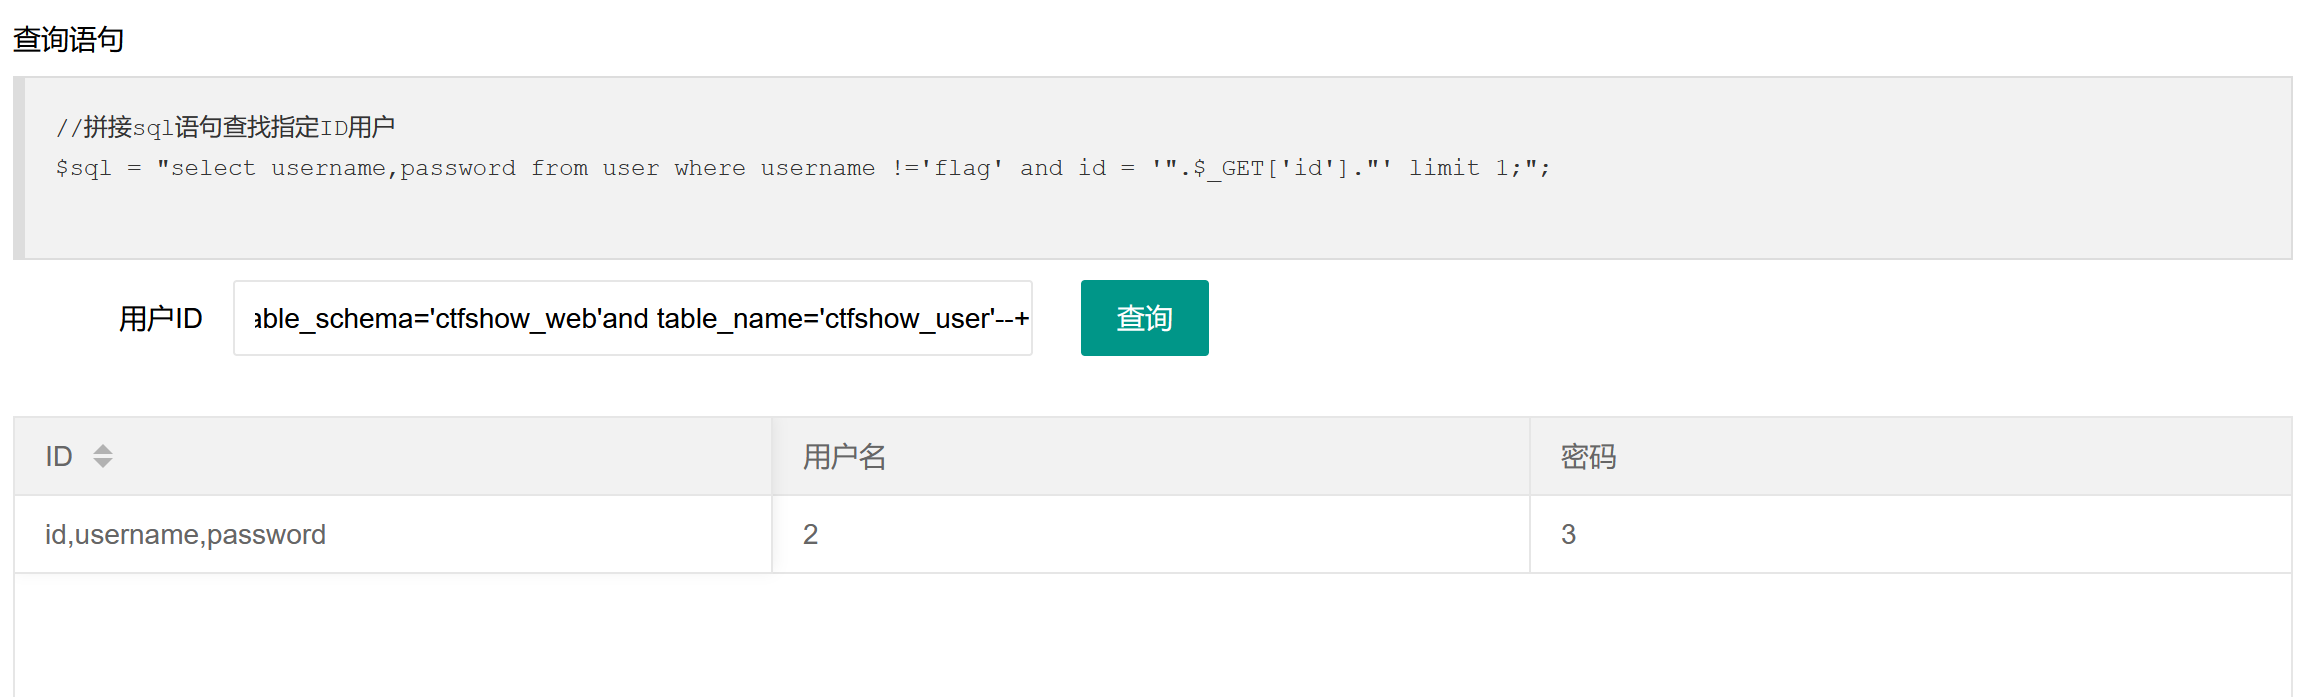 查询语句
//拼接sql语句查找指定ID用户
$sql = "select username,password from user where username !='flag' and id = '".$_GET['id']."' limit 1;";
用户ID
able_schema='ctfshow_web'and table_name='ctfshow_user'--+
查询
ID
用户名
密码
id,username,password
2
3